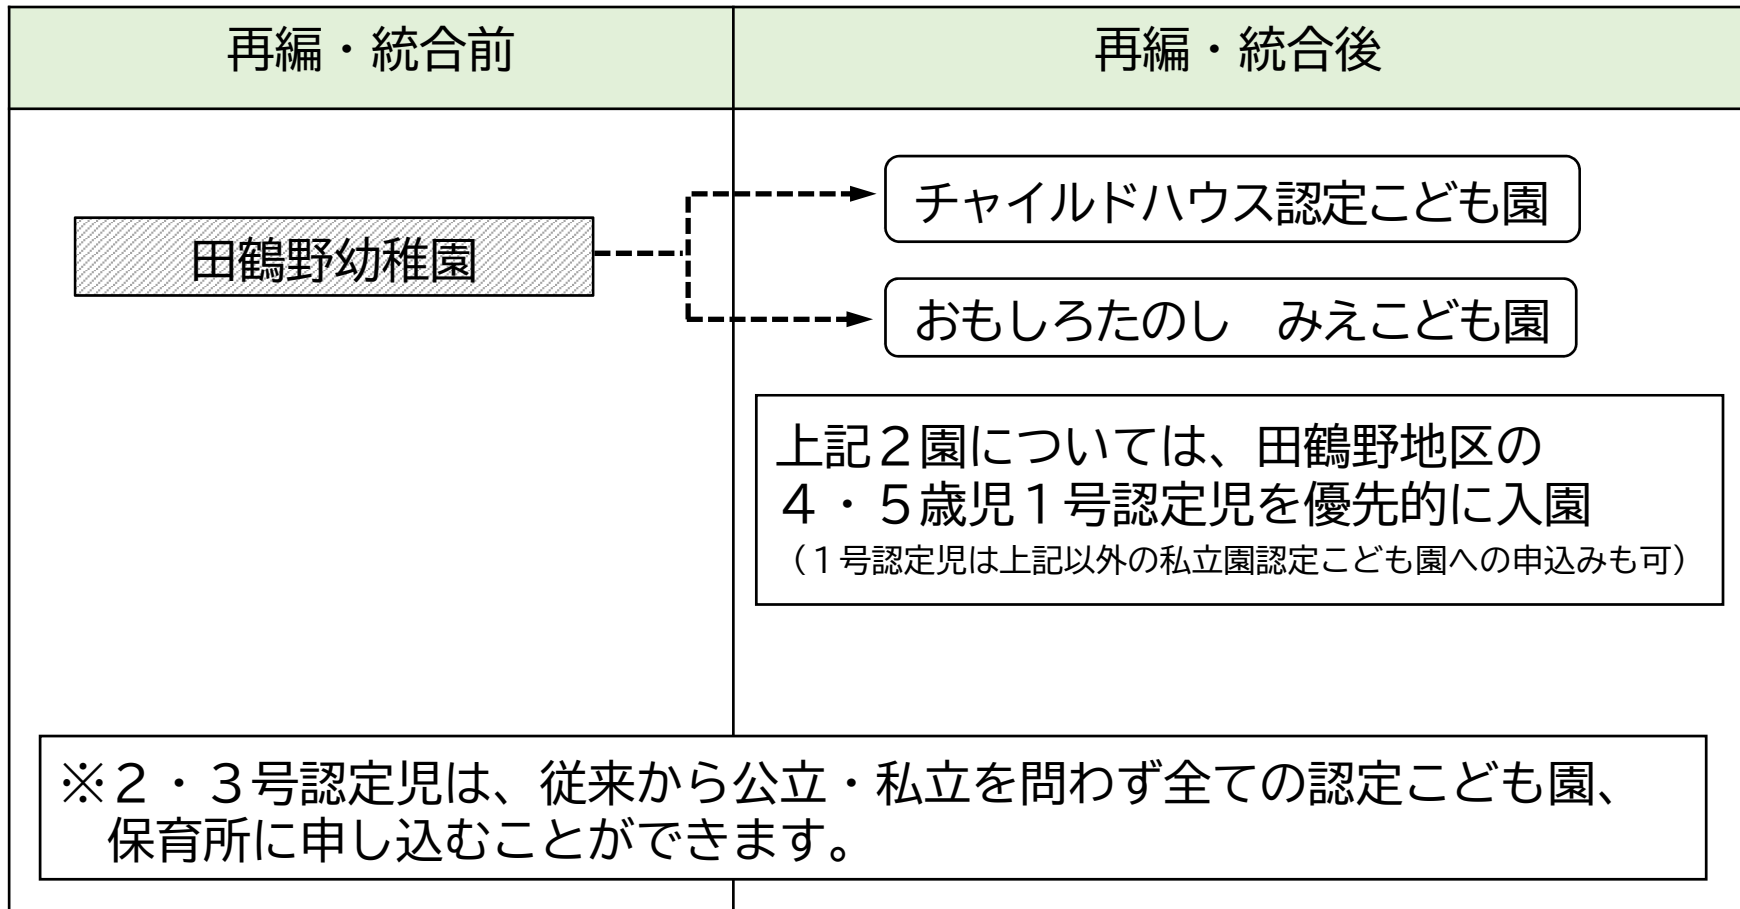 再編・統合前
再編・統合後
田鶴野幼稚園
チャイルドハウス認定こども園
おもしろたのし　みえこども園
上記２園については、田鶴野地区の
４・５歳児１号認定児を優先的に入園
（１号認定児は上記以外の私立園認定こども園への申込みも可）
※２・３号認定児は、従来から公立・私立を問わず全ての認定こども園、
保育所に申し込むことができます。